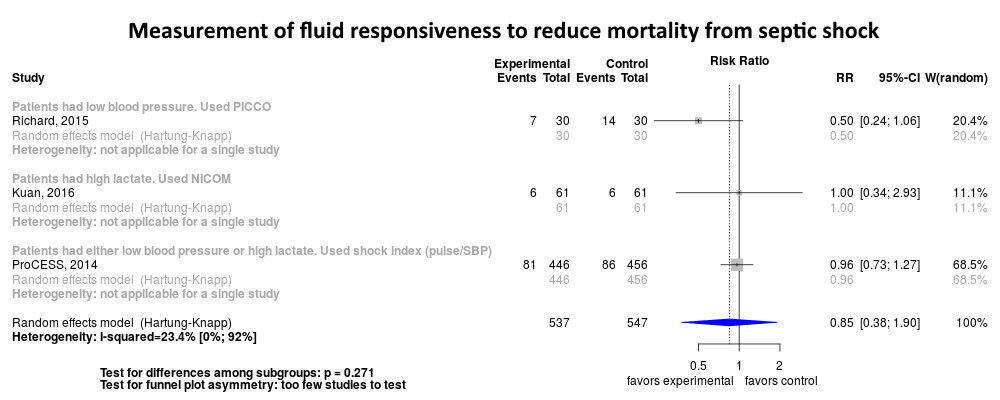 Measurement of fluid responsiveness to reduce mortality from septic shock
Experimental Control Risk Ratio
Study Events Total Events Total RR 95%-CI W(random)
Patients had low blood pressure. Used PICCO
Richard, 2015 7 30 14 30 0.50 [0.24; 1.06] 20.4%
Random effects model (Hartung-Knapp) 30 30 0.50 20.4%
Heterogeneity: not applicable for a single study
Patients had high lactate. Used NICOM
Kuan, 2016 6 61 6 61 1.00 [0.34; 2.93] 11.1%
Random effects model (Hartung-Knapp) 61 61 1.00 11.1%
Heterogeneity: not applicable for a single study
Patients had either low blood pressure or high lactate. Used shock index (pulse/SBP)
ProCESS, 2014 81 446 86 456 0.96 [0.73; 1.27] 68.5%
Random effects model (Hartung-Knapp) 446 456 0.96 68.5%
Heterogeneity: not applicable for a single study
Random effects model (Hartung-Knapp) 537 547 0.85 [0.38; 1.90] 100%
Heterogeneity: I-squared=23.4% [0%; 92%]
0.5 1 2
favors experimental favors control
Test for differences among subgroups: p = 0.271
Test for funnel plot asymmetry: too few studies to test